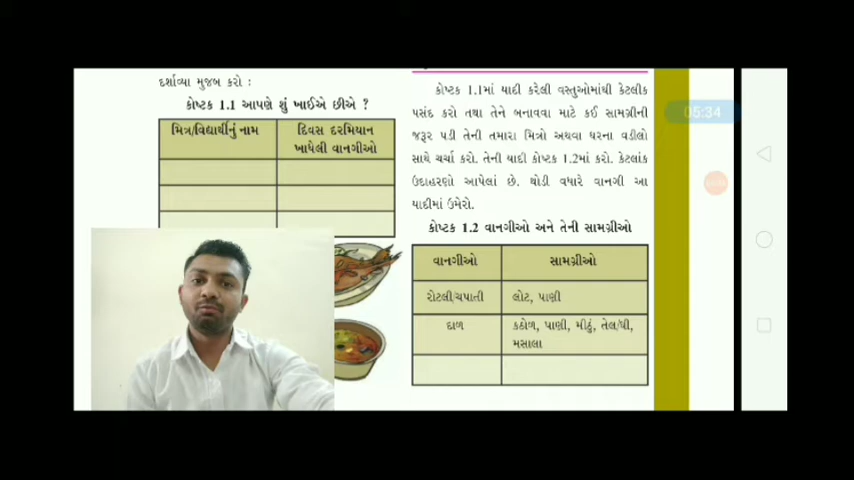 દર્શાવ્યા મુજબ કરો :
કોષ્ટક 1.1 આપણે શું ખાઈએ છીએ ?
મિત્ર/વિદ્યાર્થીનું નામ
દિવસ દરમિયાન
ખાધેલી વાનગીઓ
કોષ્ટક 1.1માં યાદી કરેલી વસ્તુઓમાંથી કેટલીક
પસંદ કરો તથા તેને બનાવવા માટે કઈ સામગ્રીની
જરૂર પડી તેની તમારા મિત્રો અથવા ઘરના વડીલો
સાથે ચર્ચા કરો. તેની યાદી કોષ્ટક 1.2માં કરો. કેટલાંક
ઉદાહરણો આપેલાં છે. થોડી વધારે વાનગી આ
યાદીમાં ઉમેરો.
કોષ્ટક 1.2 વાનગીઓ અને તેની સામગ્રીઓ
વાનગીઓ
સામગ્રીઓ
રોટલી/ચપાતી
લોટ, પાણી
દાળ
કઠોળ, પાણી, મીઠું, તેલ/ઘી,
મસાલા
05:34